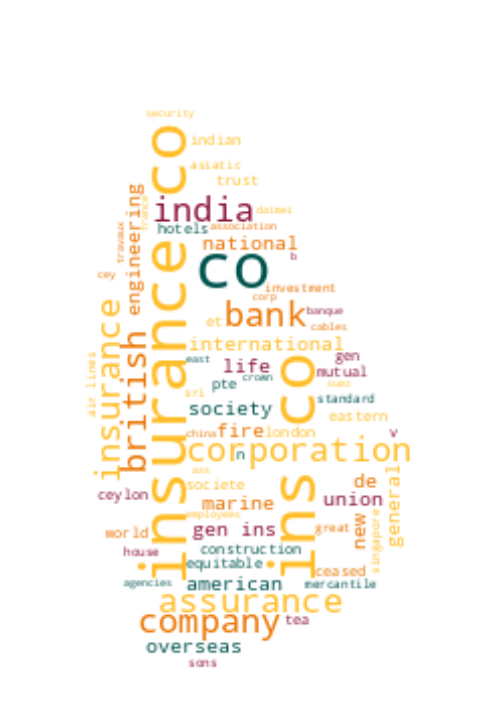 security
insurance co
indian
asiatic
trust
engineering
france
india
daimei
hotels
association
travaux
national
co
b
cey
investment
corp
insurance
et
bank
banque
cables
british
international
ins co
east
life
gen
air lines
pte
crown
mutual
suez
sri
standard
society
eastern
china
fire
london
v
corporation
n
ass
general
societe
de
ceylon
marine
union
employees
new
singapore
world
gen ins
great
house
construction
equitable
ceased
agencies
american
mercantile
assurance
company
tea
overseas
sons